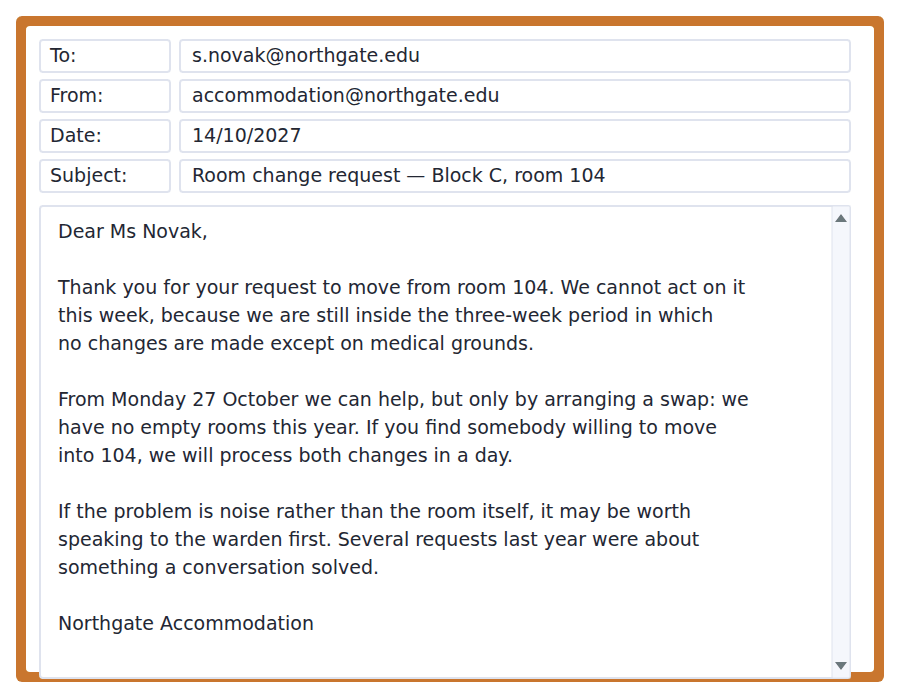 To: s.novak@northgate.edu
From: accommodation@northgate.edu
Date: 14/10/2027
Subject: Room change request — Block C, room 104
Dear Ms Novak,
Thank you for your request to move from room 104. We cannot act on it
this week, because we are still inside the three-week period in which
no changes are made except on medical grounds.
From Monday 27 October we can help, but only by arranging a swap: we
have no empty rooms this year. If you find somebody willing to move
into 104, we will process both changes in a day.
If the problem is noise rather than the room itself, it may be worth
speaking to the warden first. Several requests last year were about
something a conversation solved.
Northgate Accommodation